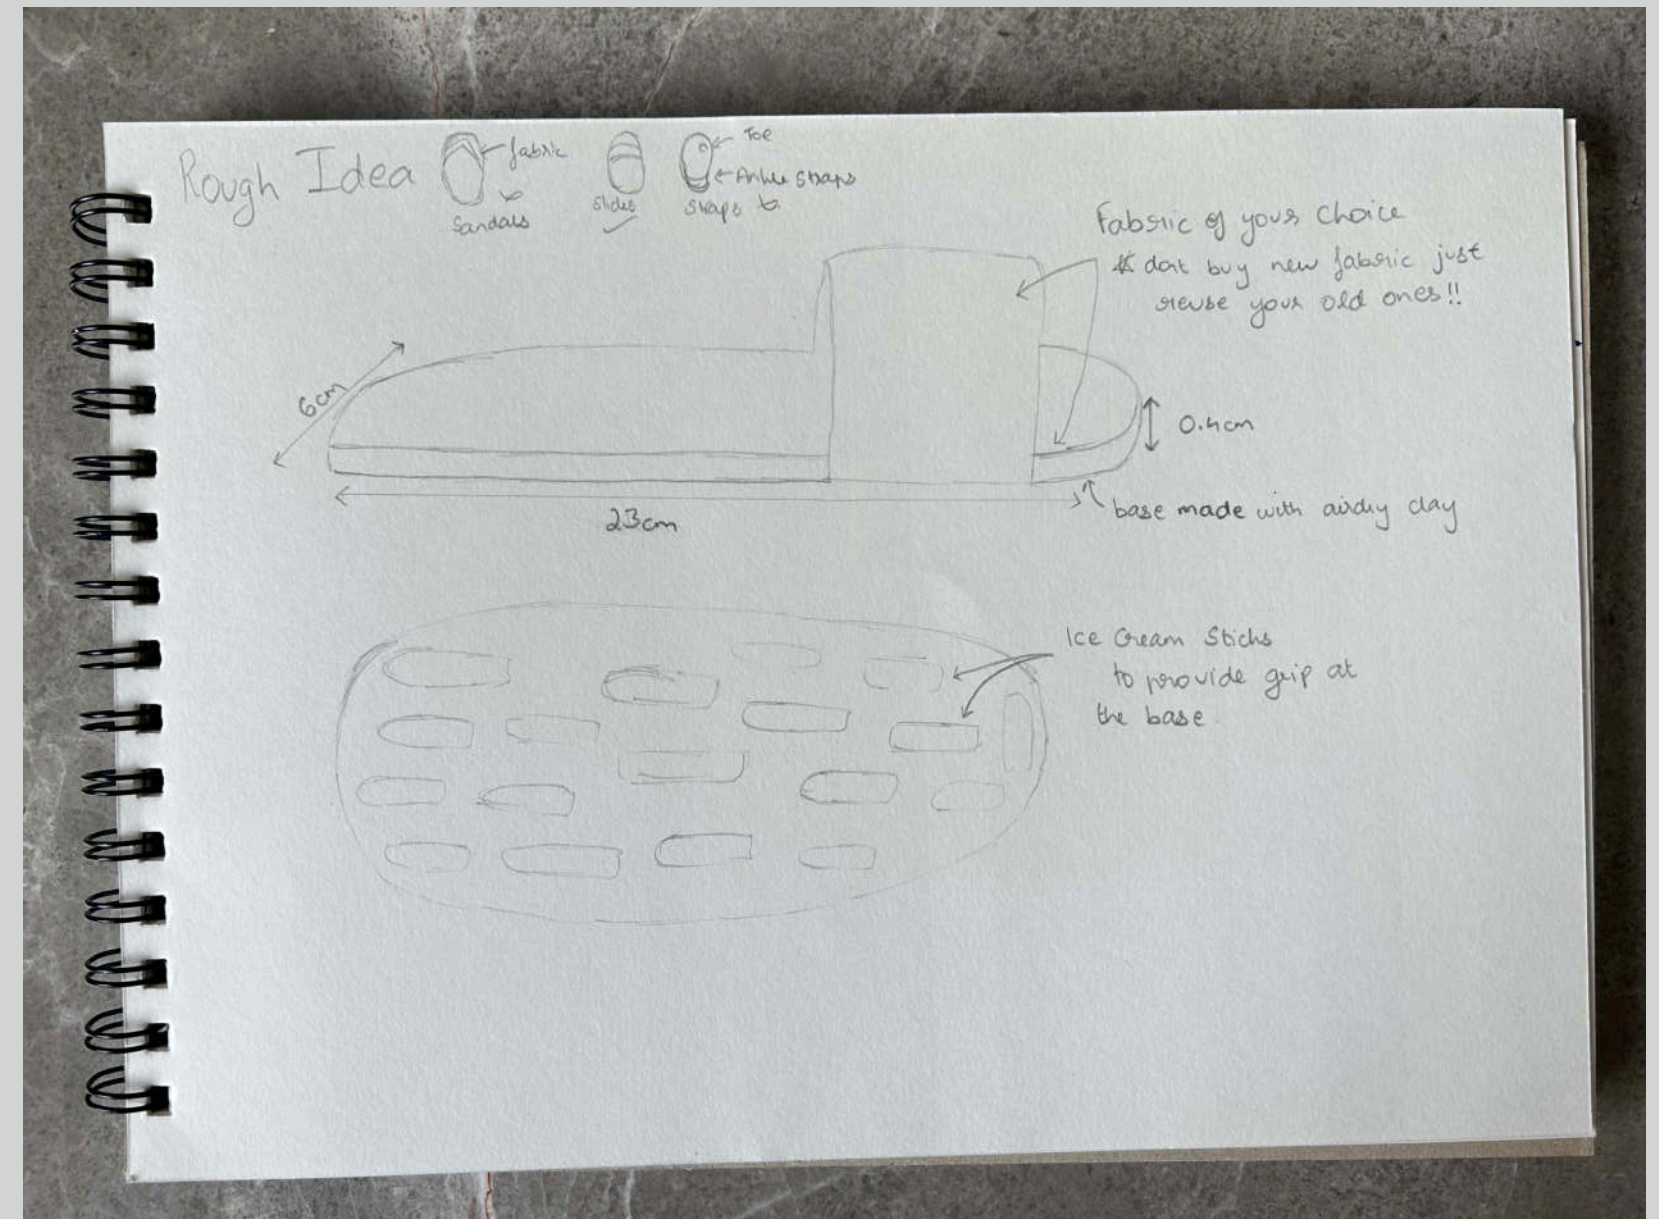 Rough Idea
fabric
Sandals
Slides
Toe
Ankle Straps
Straps
Fabric of your choice
* dont buy new fabric just
reuse your old ones!!
6cm
0.4cm
23cm
base made with airdry clay
Ice Cream Sticks
to provide grip at
the base.